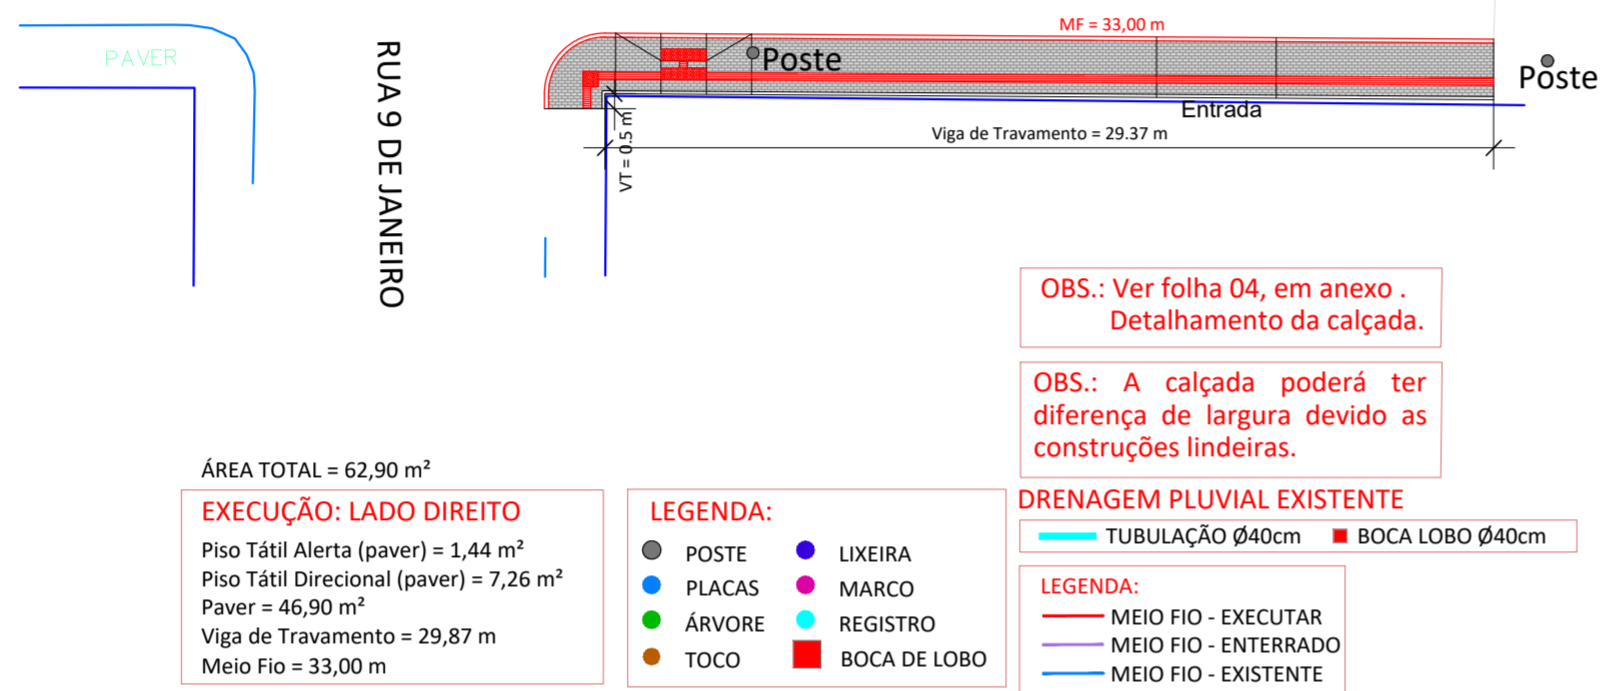 MF = 33,00 m
PAVER
RUA 9 DE JANEIRO
Poste
Poste
Entrada
Viga de Travamento = 29.37 m
VT = 0.5 m
OBS.: Ver folha 04, em anexo .
Detalhamento da calçada.
OBS.: A calçada poderá ter
diferença de largura devido as
construções lindeiras.
ÁREA TOTAL = 62,90 m²
EXECUÇÃO: LADO DIREITO
Piso Tátil Alerta (paver) = 1,44 m²
Piso Tátil Direcional (paver) = 7,26 m²
Paver = 46,90 m²
Viga de Travamento = 29,87 m
Meio Fio = 33,00 m
LEGENDA:
POSTE
PLACAS
ÁRVORE
TOCO
LIXEIRA
MARCO
REGISTRO
BOCA DE LOBO
DRENAGEM PLUVIAL EXISTENTE
TUBULAÇÃO Ø40cm
BOCA LOBO Ø40cm
LEGENDA:
MEIO FIO - EXECUTAR
MEIO FIO - ENTERRADO
MEIO FIO - EXISTENTE